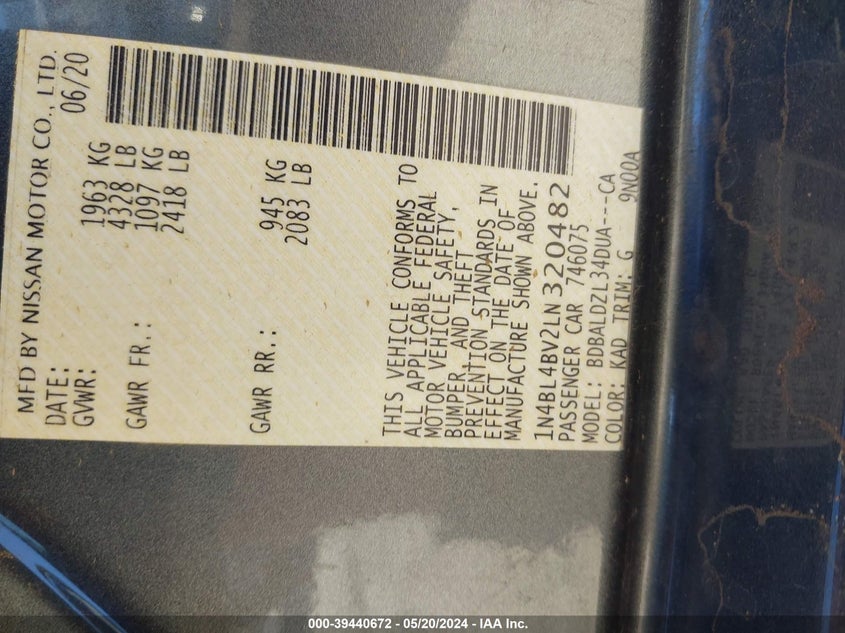 MFD BY NISSAN MOTOR CO., LTD.
DATE: 06/20
GVWR: 1963 KG
4328 LB
GAWR FR.: 1097 KG
2418 LB
GAWR RR.: 945 KG
2083 LB
THIS VEHICLE CONFORMS TO
ALL APPLICABLE FEDERAL
MOTOR VEHICLE SAFETY,
BUMPER, AND THEFT
PREVENTION STANDARDS IN
EFFECT ON THE DATE OF
MANUFACTURE SHOWN ABOVE.
1N4BL4BV2LN320482
PASSENGER CAR 746075
MODEL: BDBALDZL34DUA---CA
COLOR: KAD TRIM: G 9N00A
000-39440672 - 05/20/2024 - IAA Inc.